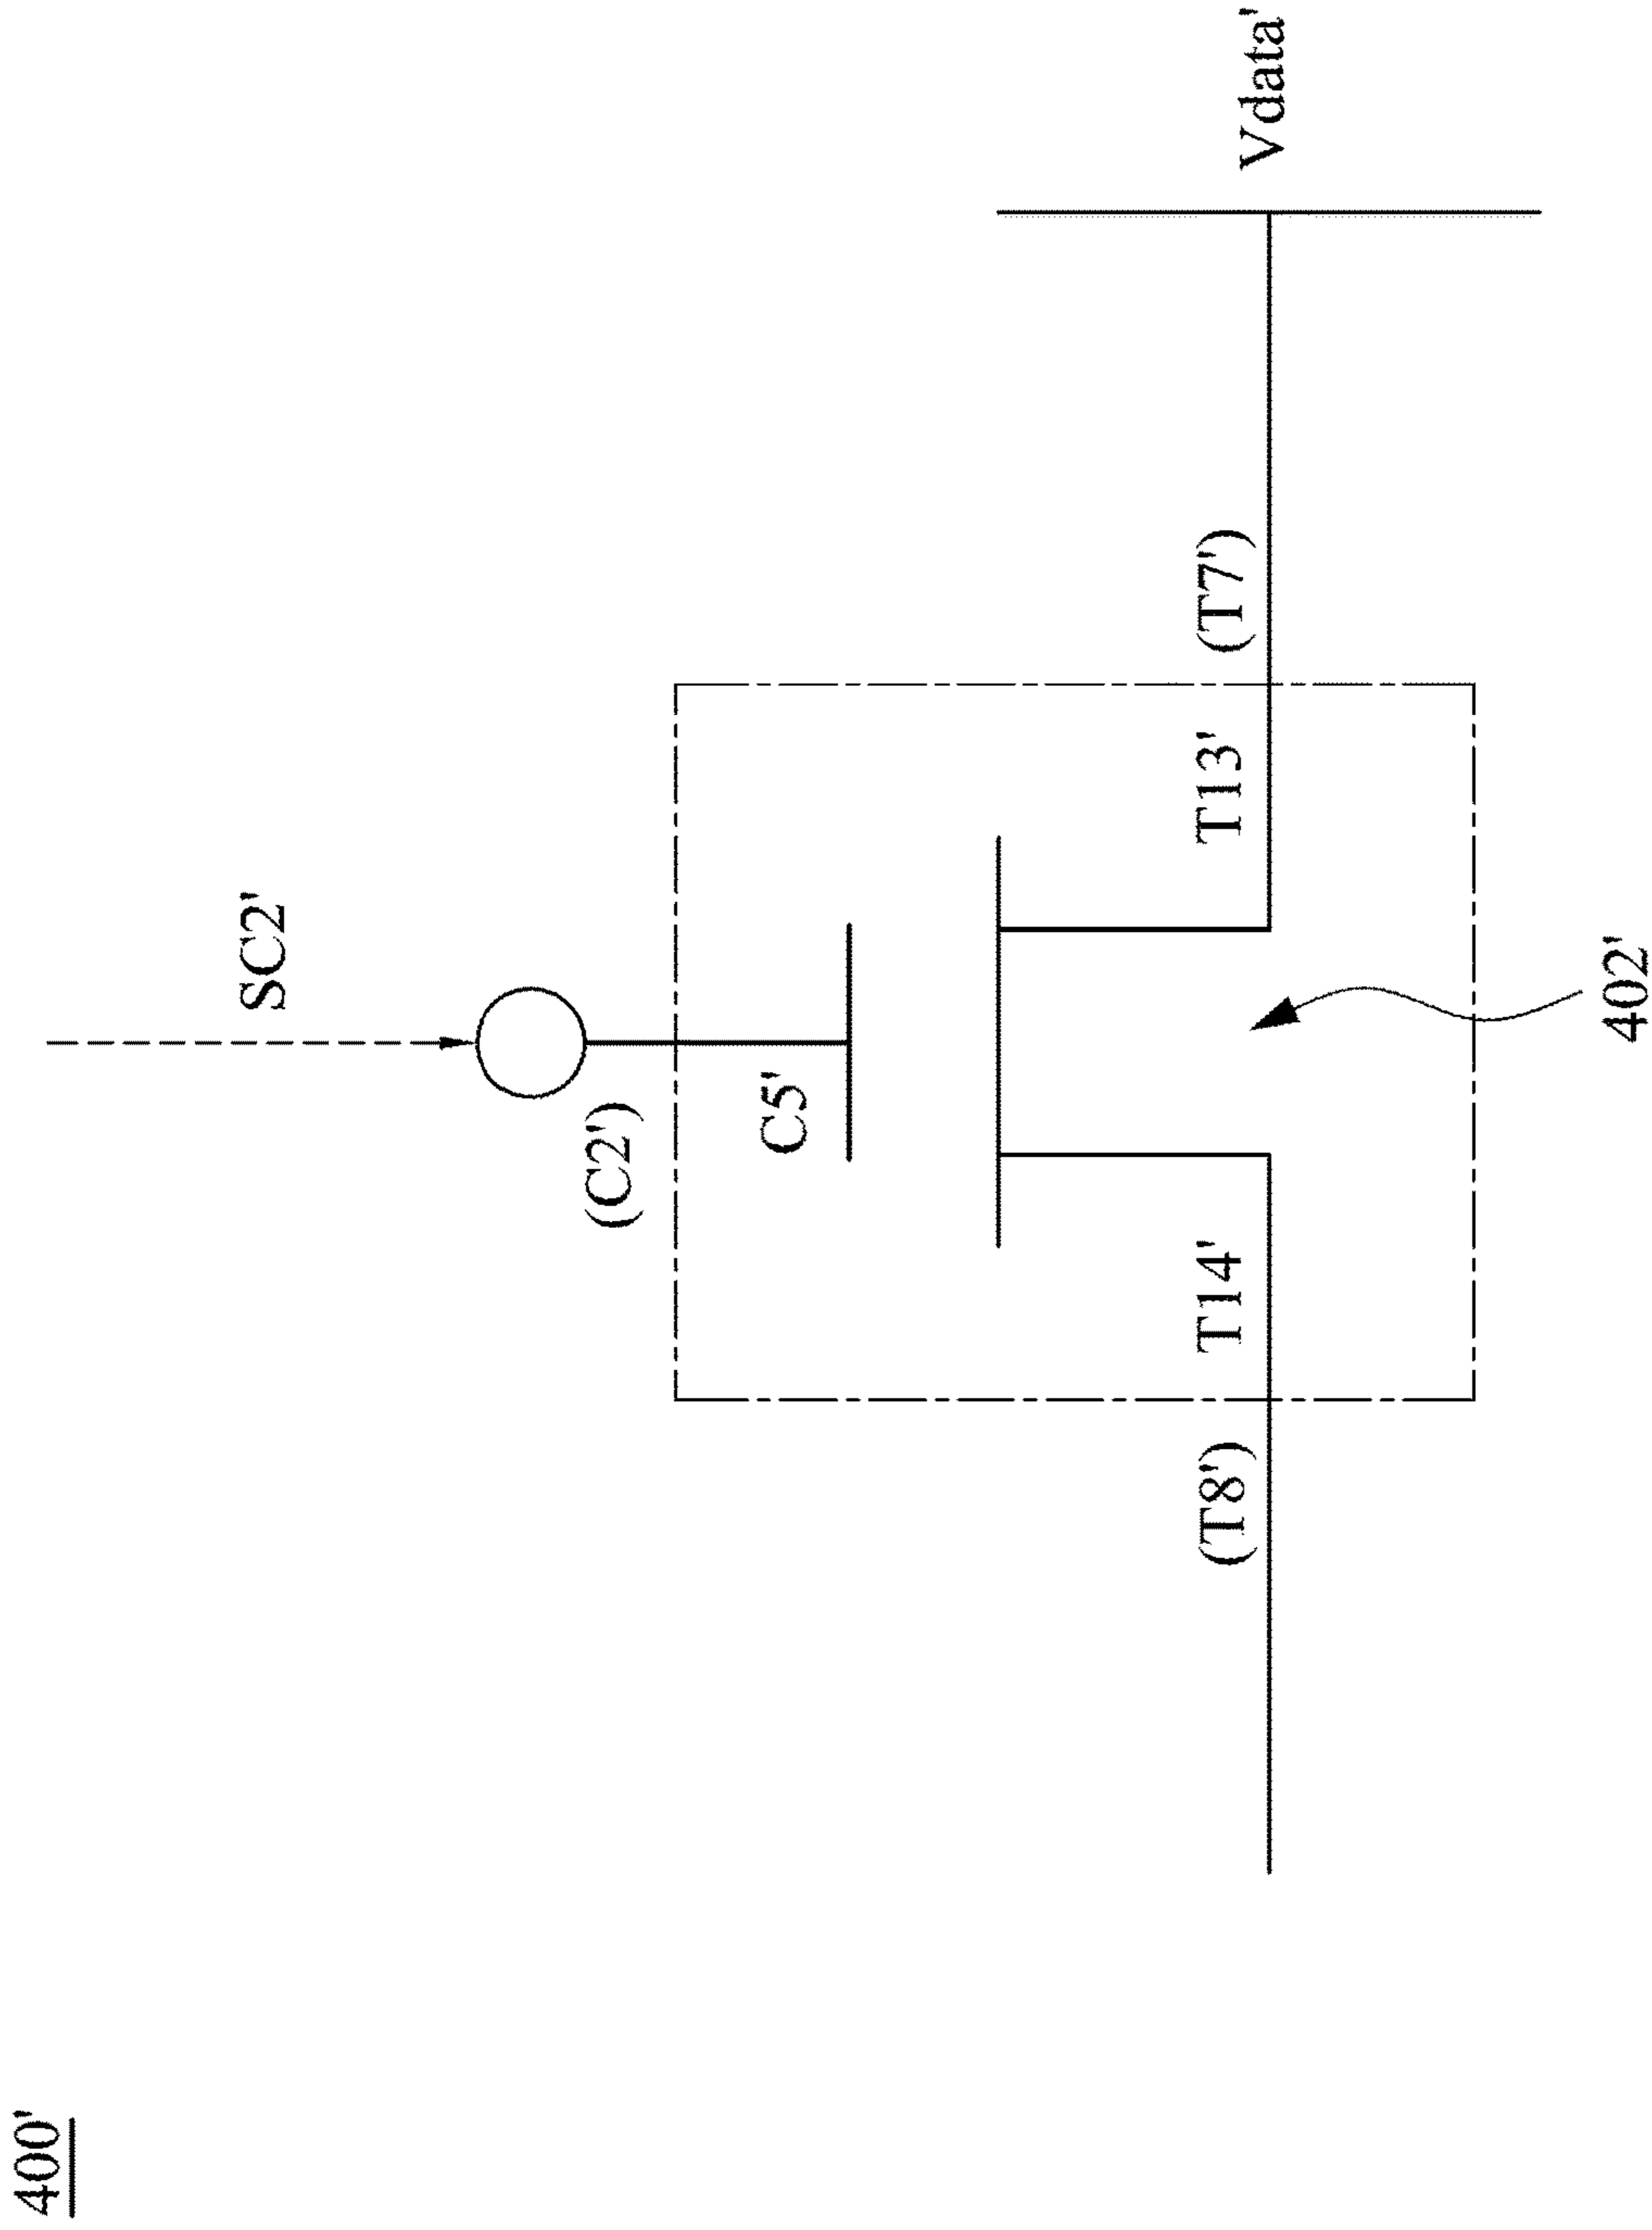 400'
SC2'
(C2')
C5'
(T8')
T14'
T13'
(T7')
Vdata'
402'